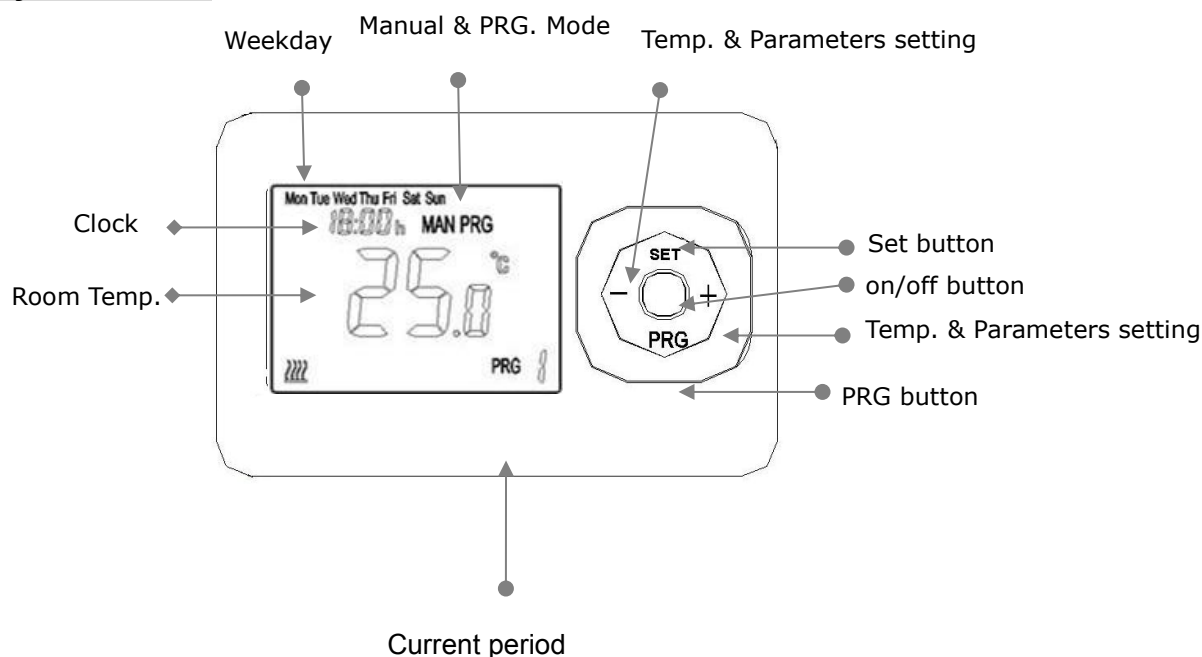 Manual & PRG. Mode
Weekday
Temp. & Parameters setting
Mon Tue Wed Thu Fri Sat Sun
Clock
18:00h MAN PRG
Room Temp.
25.0 °C
PRG 1
SET
- +
PRG
Set button
on/off button
Temp. & Parameters setting
PRG button
Current period